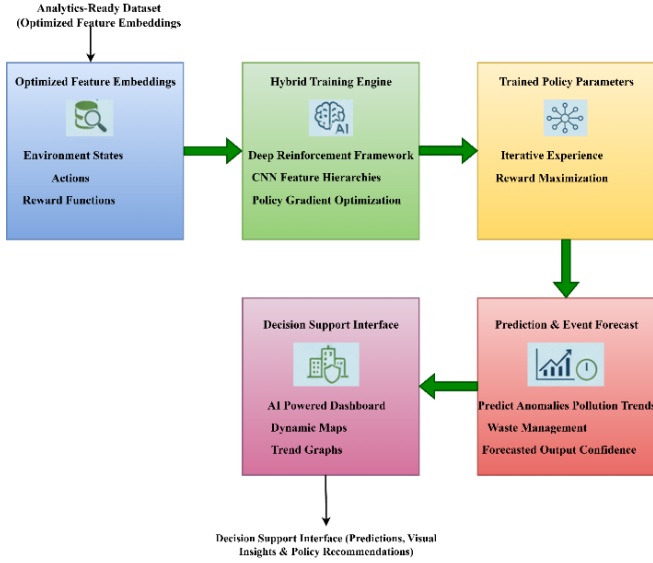 Analytics-Ready Dataset
(Optimized Feature Embeddings
Optimized Feature Embeddings
Environment States
Actions
Reward Functions
Hybrid Training Engine
AI
Deep Reinforcement Framework
CNN Feature Hierarchies
Policy Gradient Optimization
Trained Policy Parameters
Iterative Experience
Reward Maximization
Prediction & Event Forecast
Predict Anomalies Pollution Trends
Waste Management
Forecasted Output Confidence
Decision Support Interface
AI Powered Dashboard
Dynamic Maps
Trend Graphs
Decision Support Interface (Predictions, Visual
Insights & Policy Recommendations)